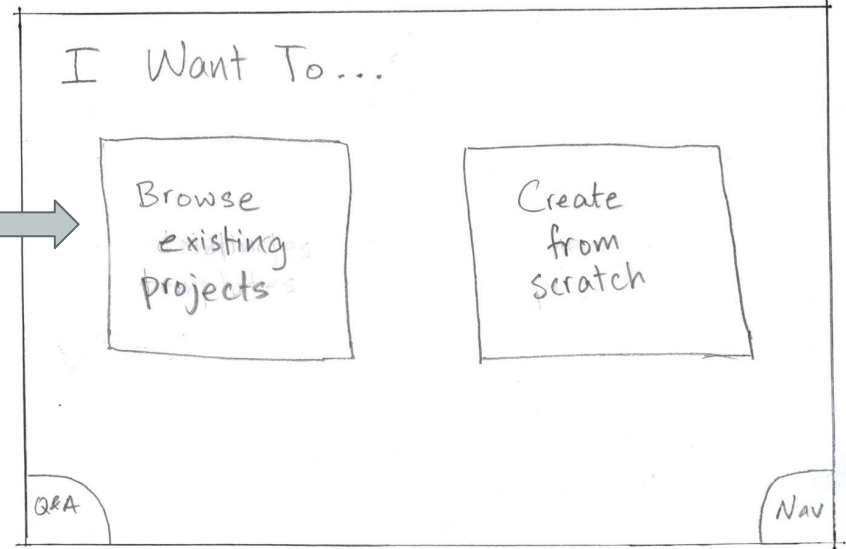 I Want To...
Browse
existing
projects
Create
from
scratch
Q&A
Nav